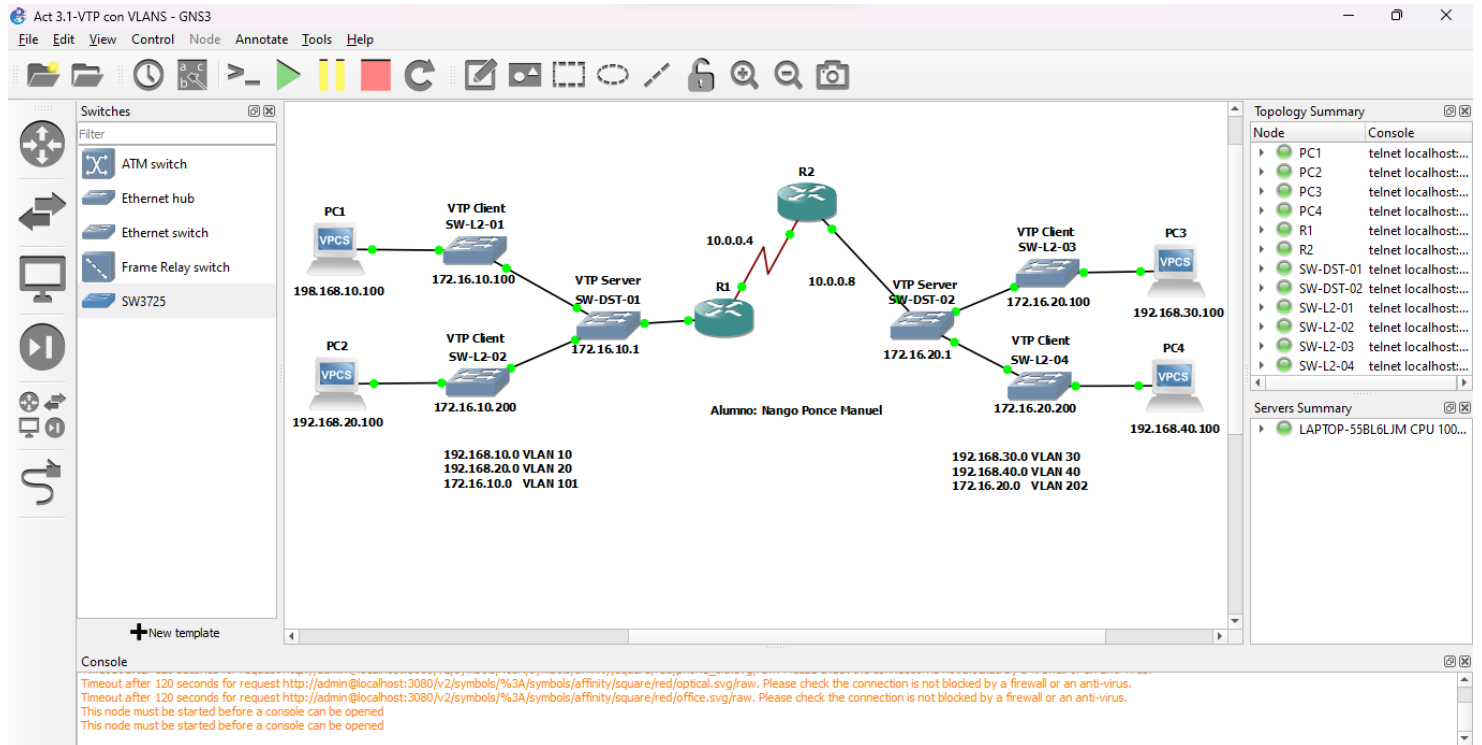 Act 3.1-VTP con VLANS - GNS3
File Edit View Control Node Annotate Tools Help
Switches
Filter
ATM switch
Ethernet hub
Ethernet switch
Frame Relay switch
SW3725
New template
R2
PC1
VTP Client
SW-L2-01
VPCS
198.168.10.100
172.16.10.100
10.0.0.4
10.0.0.8
VTP Client
SW-L2-03
PC3
VPCS
172.16.20.100
192.168.30.100
VTP Server
SW-DST-01
172.16.10.1
R1
VTP Server
SW-DST-02
172.16.20.1
PC2
VTP Client
SW-L2-02
VPCS
172.16.10.200
192.168.20.100
VTP Client
SW-L2-04
PC4
VPCS
172.16.20.200
192.168.40.100
Alumno: Nango Ponce Manuel
192.168.10.0 VLAN 10
192.168.20.0 VLAN 20
172.16.10.0 VLAN 101
192.168.30.0 VLAN 30
192.168.40.0 VLAN 40
172.16.20.0 VLAN 202
Topology Summary
Node Console
PC1 telnet localhost:...
PC2 telnet localhost:...
PC3 telnet localhost:...
PC4 telnet localhost:...
R1 telnet localhost:...
R2 telnet localhost:...
SW-DST-01 telnet localhost:...
SW-DST-02 telnet localhost:...
SW-L2-01 telnet localhost:...
SW-L2-02 telnet localhost:...
SW-L2-03 telnet localhost:...
SW-L2-04 telnet localhost:...
Servers Summary
LAPTOP-55BL6LJM CPU 100...
Console
Timeout after 120 seconds for request http://admin@localhost:3080/v2/symbols/%3A/symbols/affinity/square/red/optical.svg/raw. Please check the connection is not blocked by a firewall or an anti-virus.
Timeout after 120 seconds for request http://admin@localhost:3080/v2/symbols/%3A/symbols/affinity/square/red/office.svg/raw. Please check the connection is not blocked by a firewall or an anti-virus.
This node must be started before a console can be opened
This node must be started before a console can be opened